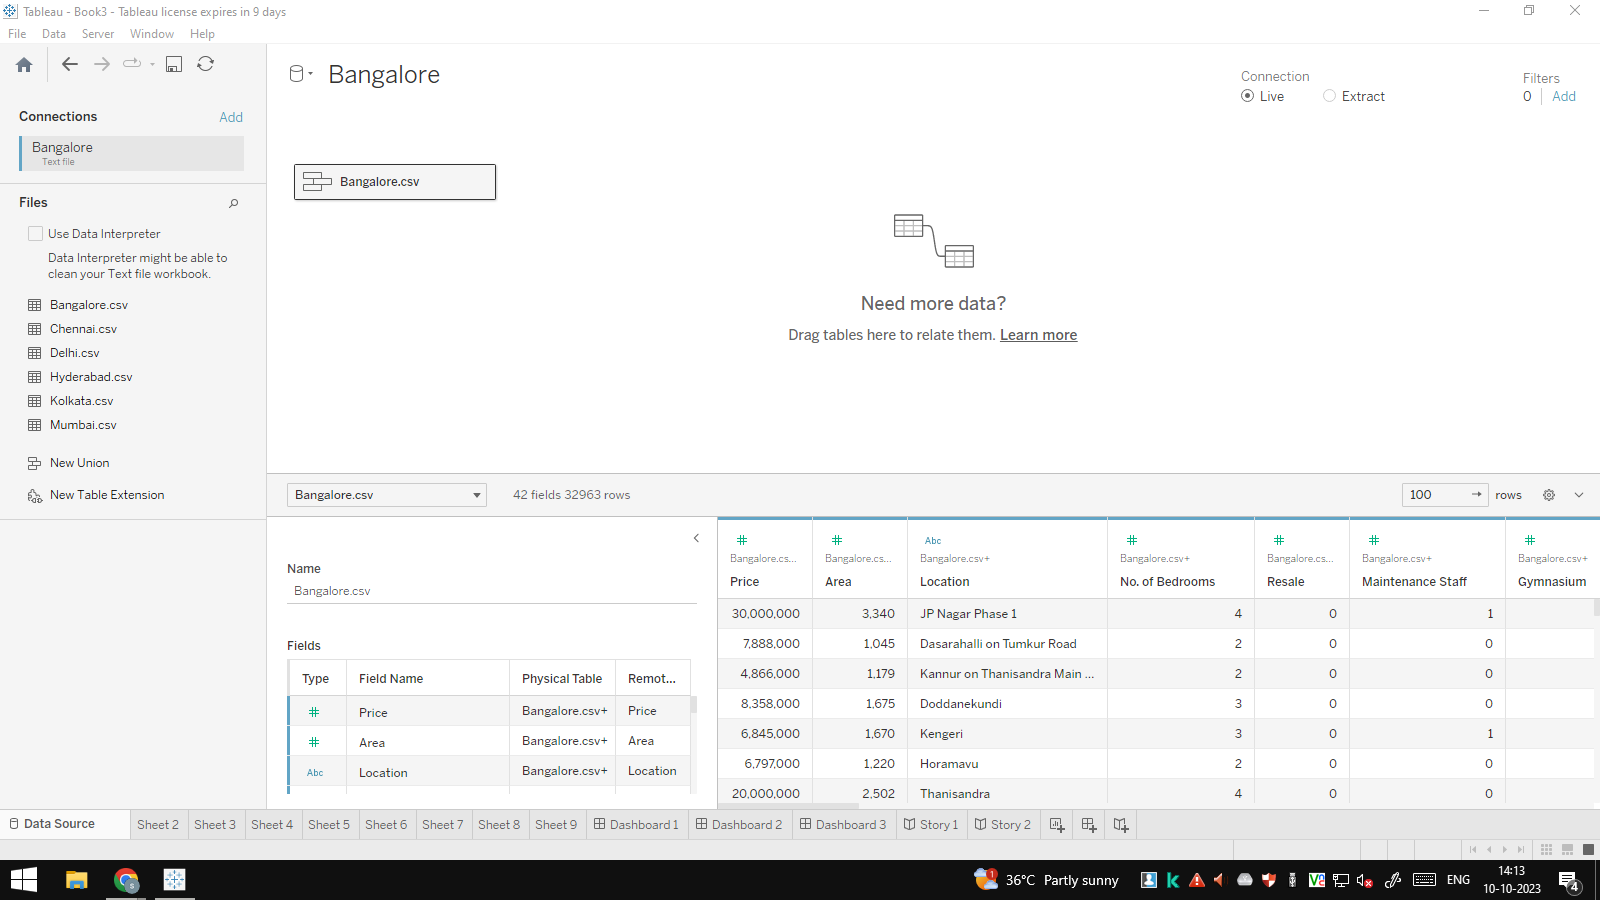 Tableau - Book3 - Tableau license expires in 9 days
File Data Server Window Help
Connections Add
Bangalore
Text file
Files
Use Data Interpreter
Data Interpreter might be able to
clean your Text file workbook.
Bangalore.csv
Chennai.csv
Delhi.csv
Hyderabad.csv
Kolkata.csv
Mumbai.csv
New Union
New Table Extension
Bangalore
Connection
Live Extract
Filters
0 Add
Bangalore.csv
Need more data?
Drag tables here to relate them. Learn more
Bangalore.csv 42 fields 32963 rows 100 rows
Name
Bangalore.csv
Fields
Type Field Name Physical Table Remot...
# Price Bangalore.csv+ Price
# Area Bangalore.csv+ Area
Abc Location Bangalore.csv+ Location
# # Abc # # # #
Bangalore.cs... Bangalore.cs... Bangalore.csv+ Bangalore.csv+ Bangalore.cs... Bangalore.csv+ Bangalore.csv+
Price Area Location No. of Bedrooms Resale Maintenance Staff Gymnasium
30,000,000 3,340 JP Nagar Phase 1 4 0 1
7,888,000 1,045 Dasarahalli on Tumkur Road 2 0 0
4,866,000 1,179 Kannur on Thanisandra Main ... 2 0 0
8,358,000 1,675 Doddanekundi 3 0 0
6,845,000 1,670 Kengeri 3 0 1
6,797,000 1,220 Horamavu 2 0 0
20,000,000 2,502 Thanisandra 4 0 0
Data Source Sheet 2 Sheet 3 Sheet 4 Sheet 5 Sheet 6 Sheet 7 Sheet 8 Sheet 9 Dashboard 1 Dashboard 2 Dashboard 3 Story 1 Story 2
36°C Partly sunny ENG 14:13
10-10-2023
1
4